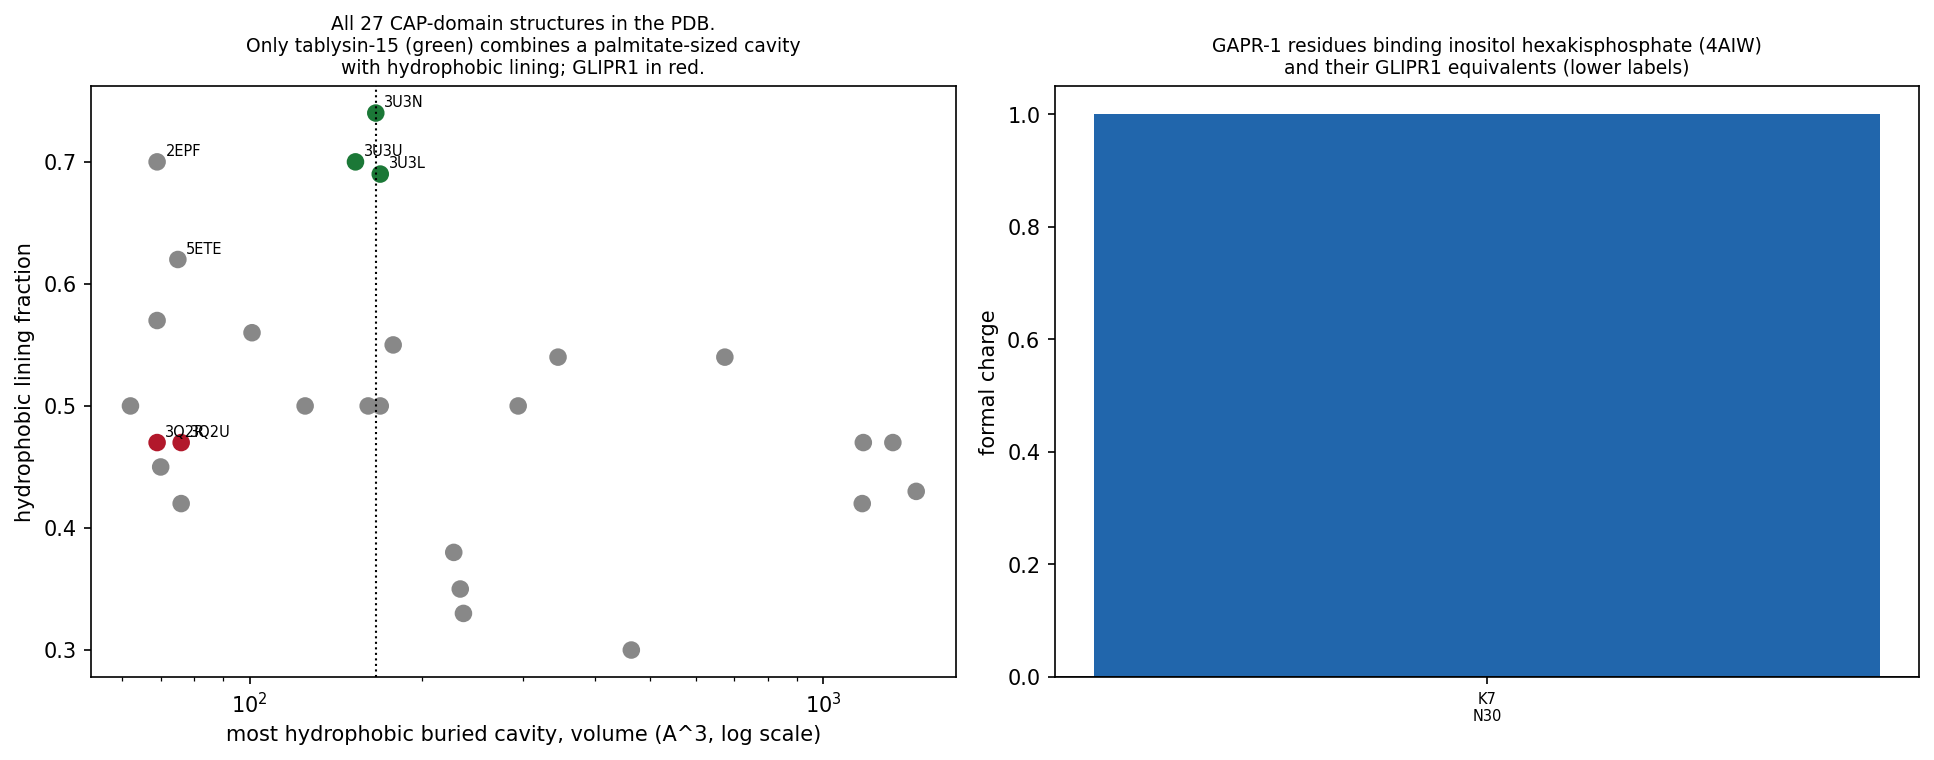 All 27 CAP-domain structures in the PDB.
Only tablysin-15 (green) combines a palmitate-sized cavity
with hydrophobic lining; GLIPR1 in red.
hydrophobic lining fraction
0.7
0.6
0.5
0.4
0.3
3U3N
2EPF
3U3U
3U3L
5ETE
3Q2R
3Q2U
10^2
10^3
most hydrophobic buried cavity, volume (A^3, log scale)
GAPR-1 residues binding inositol hexakisphosphate (4AIW)
and their GLIPR1 equivalents (lower labels)
formal charge
1.0
0.8
0.6
0.4
0.2
0.0
K7
N30